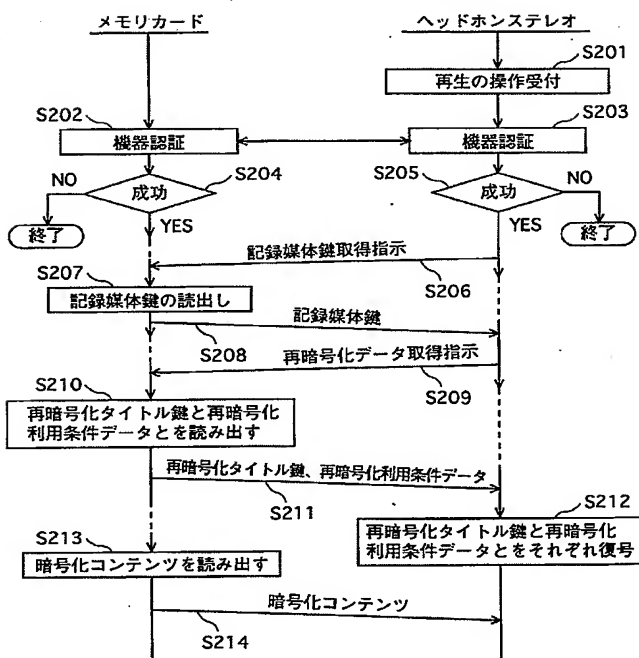 メモリカード
ヘッドホンステレオ
S201
再生の操作受付
S202
S203
機器認証
機器認証
S204
S205
NO
成功
成功
NO
終了
YES
YES
終了
記録媒体鍵取得指示
S207
S206
記録媒体鍵の読出し
記録媒体鍵
S208
再暗号化データ取得指示
S210
S209
再暗号化タイトル鍵と再暗号化
利用条件データとを読み出す
再暗号化タイトル鍵、再暗号化利用条件データ
S211
S212
S213
再暗号化タイトル鍵と再暗号化
利用条件データとをそれぞれ復号
暗号化コンテンツを読み出す
暗号化コンテンツ
S214